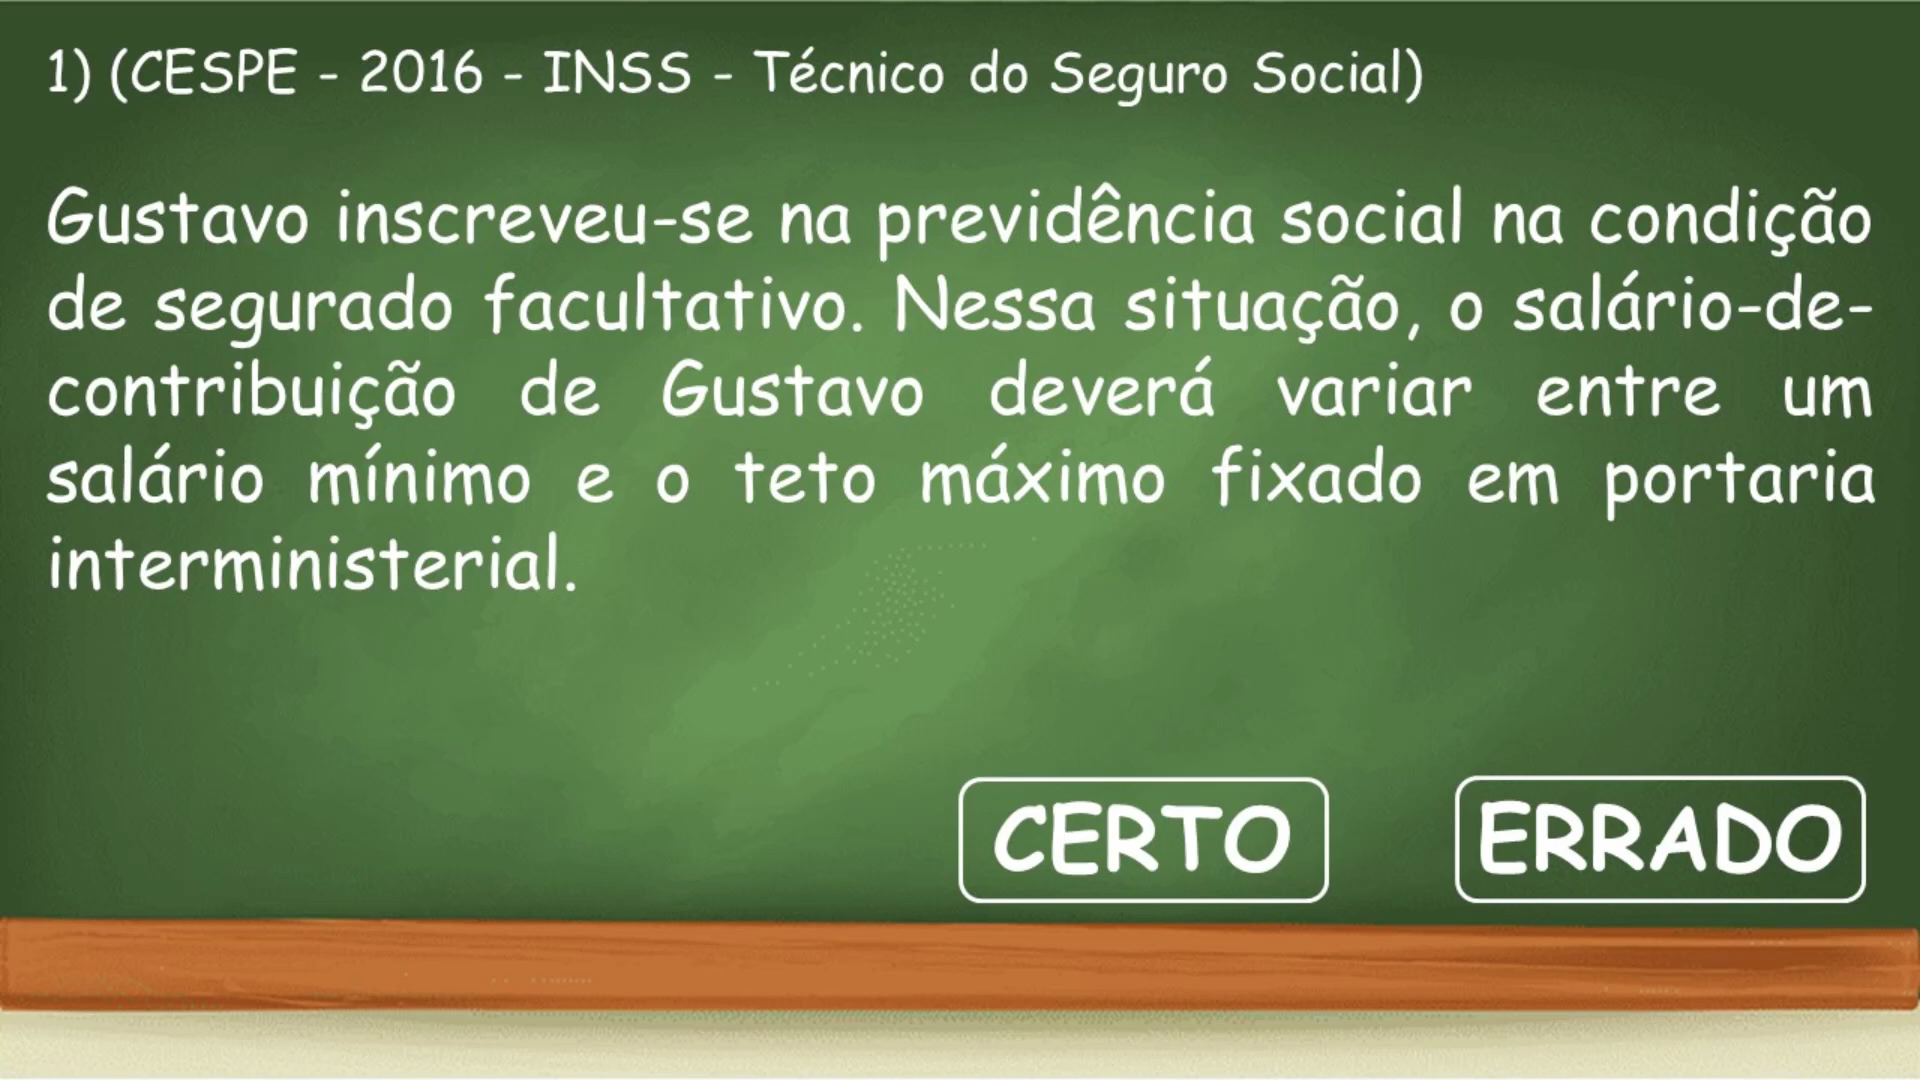 1) (CESPE - 2016 - INSS - Técnico do Seguro Social)
Gustavo inscreveu-se na previdência social na condição
de segurado facultativo. Nessa situação, o salário-de-
contribuição de Gustavo deverá variar entre um
salário mínimo e o teto máximo fixado em portaria
interministerial.
CERTO ERRADO